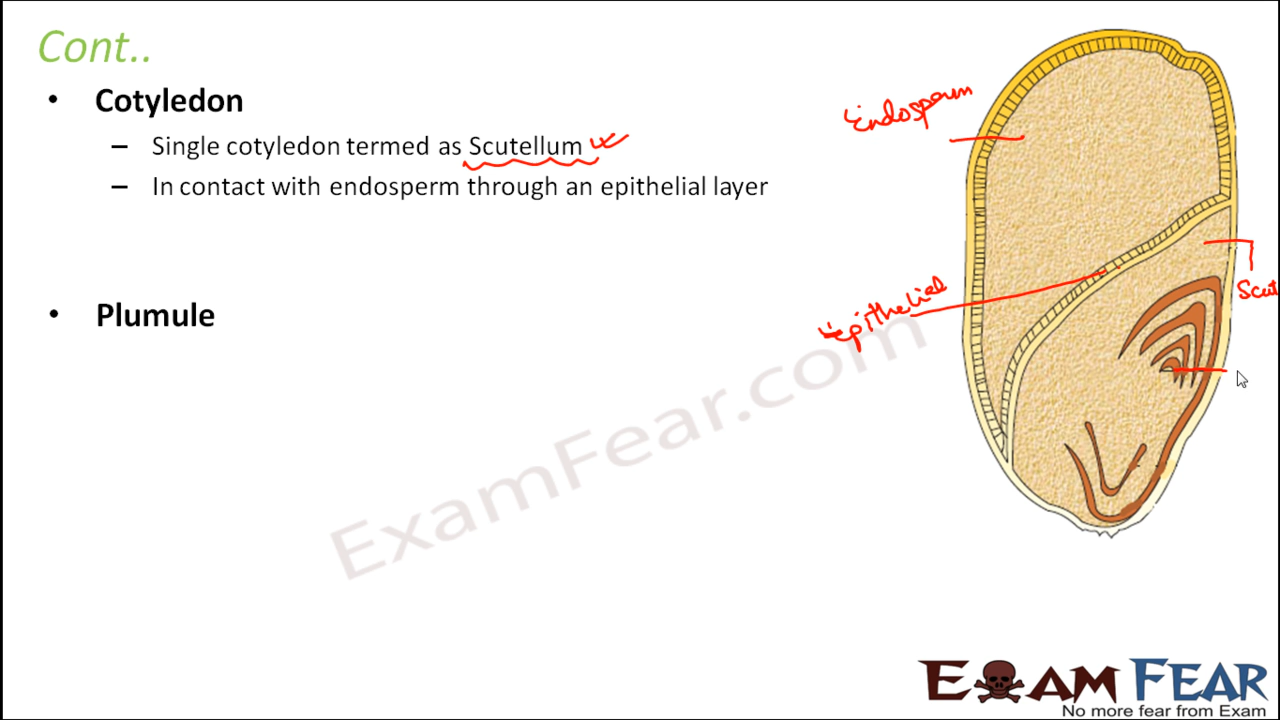 Cont..
• Cotyledon
– Single cotyledon termed as Scutellum
– In contact with endosperm through an epithelial layer
• Plumule
Endosperm
Epithelial
Scut
ExamFear.com
EXAM FEAR
No more fear from Exam